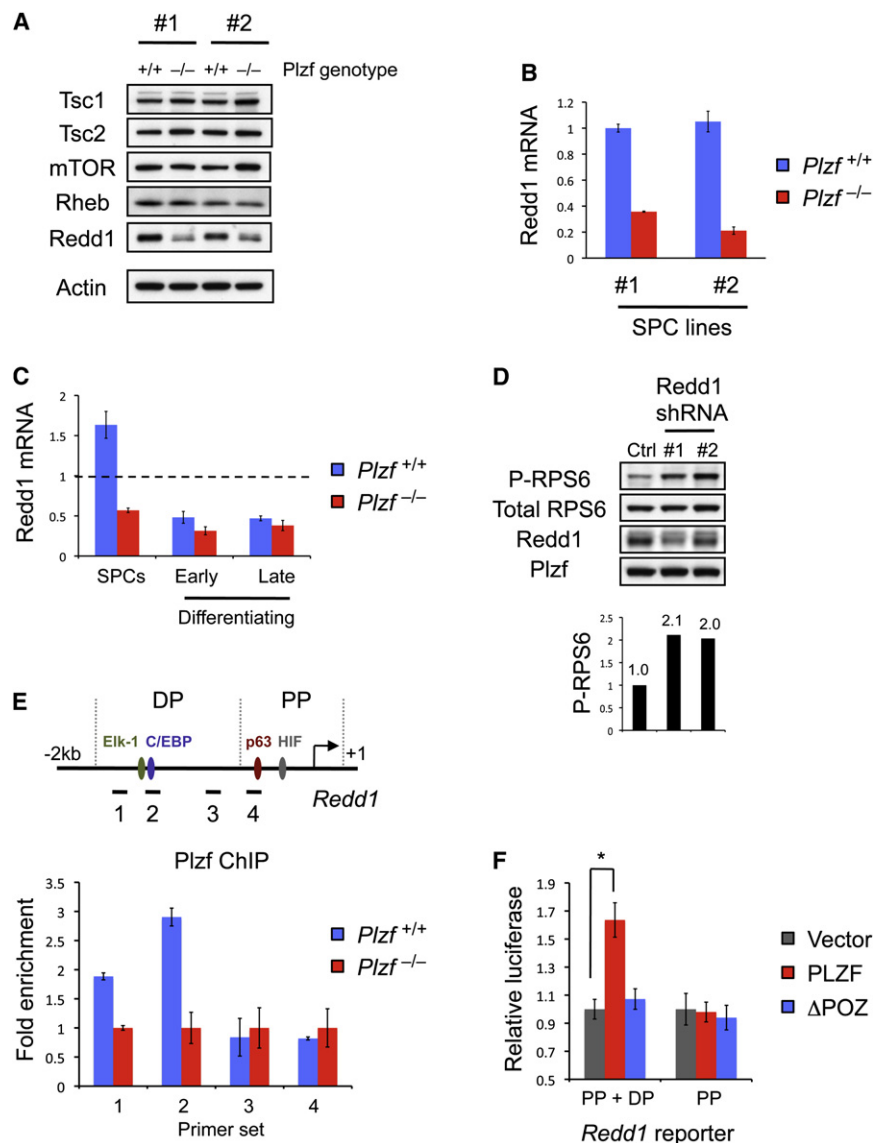 A
#1 #2
+/+ –/– +/+ –/– Plzf genotype
Tsc1
Tsc2
mTOR
Rheb
Redd1
Actin
B
Redd1 mRNA
1.2
1
0.8
0.6
0.4
0.2
0
#1 #2
SPC lines
Plzf +/+
Plzf –/–
C
Redd1 mRNA
2
1.5
1
0.5
0
SPCs Early Late
Differentiating
Plzf +/+
Plzf –/–
D
Redd1
shRNA
Ctrl #1 #2
P-RPS6
Total RPS6
Redd1
Plzf
P-RPS6
2.5
2
1.5
1
0.5
0
1.0 2.1 2.0
E
DP PP
Elk-1 C/EBP p63 HIF
-2kb +1
1 2 3 4 Redd1
Plzf ChIP
Fold enrichment
3.5
3
2.5
2
1.5
1
0.5
0
1 2 3 4
Primer set
Plzf +/+
Plzf –/–
F
Relative luciferase
1.9
1.7
1.5
1.3
1.1
0.9
0.7
0.5
*
PP + DP PP
Redd1 reporter
Vector
PLZF
ΔPOZ